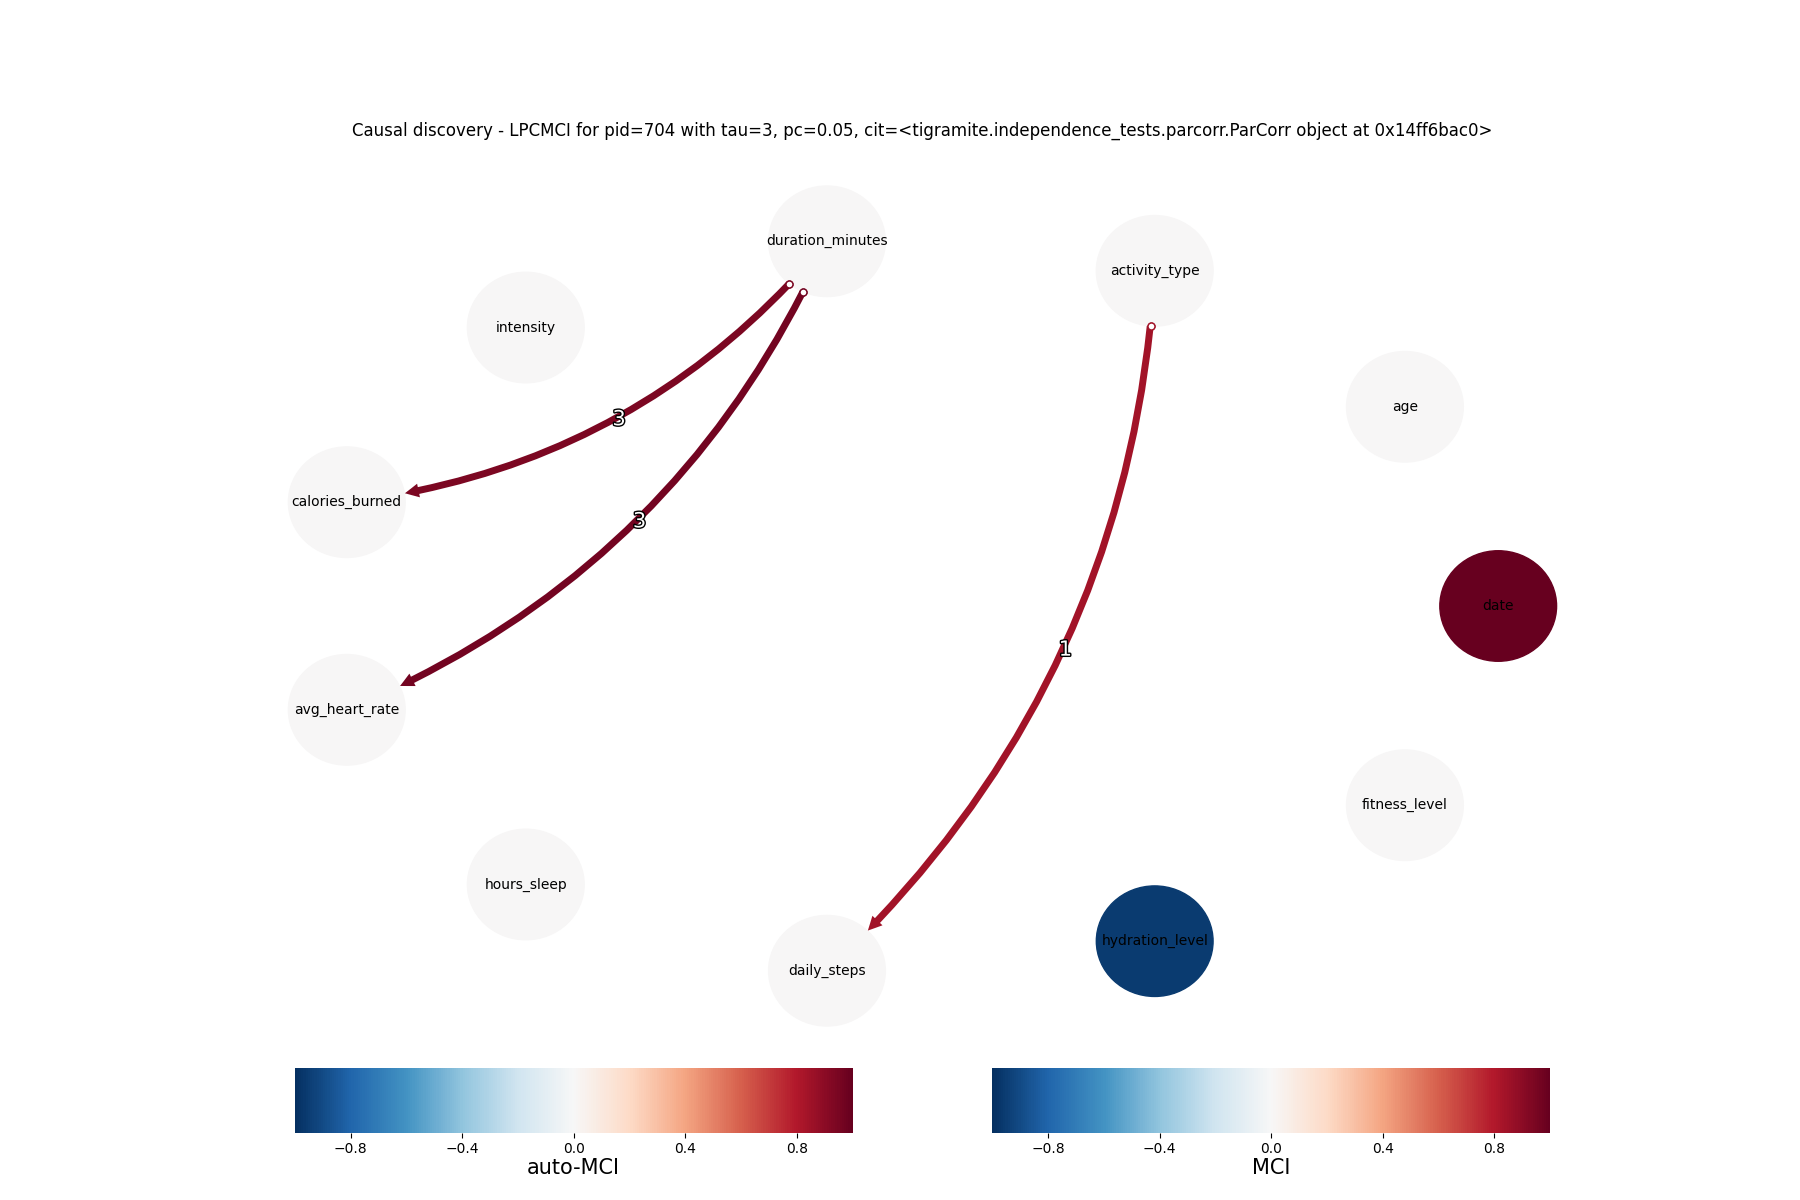 Causal discovery - LPCMCI for pid=704 with tau=3, pc=0.05, cit=<tigramite.independence_tests.parcorr.ParCorr object at 0x14ff6bac0>
duration_minutes
activity_type
intensity
age
3
calories_burned
3
date
1
avg_heart_rate
fitness_level
hours_sleep
hydration_level
daily_steps
−0.8 −0.4 0.0 0.4 0.8
auto-MCI
−0.8 −0.4 0.0 0.4 0.8
MCI